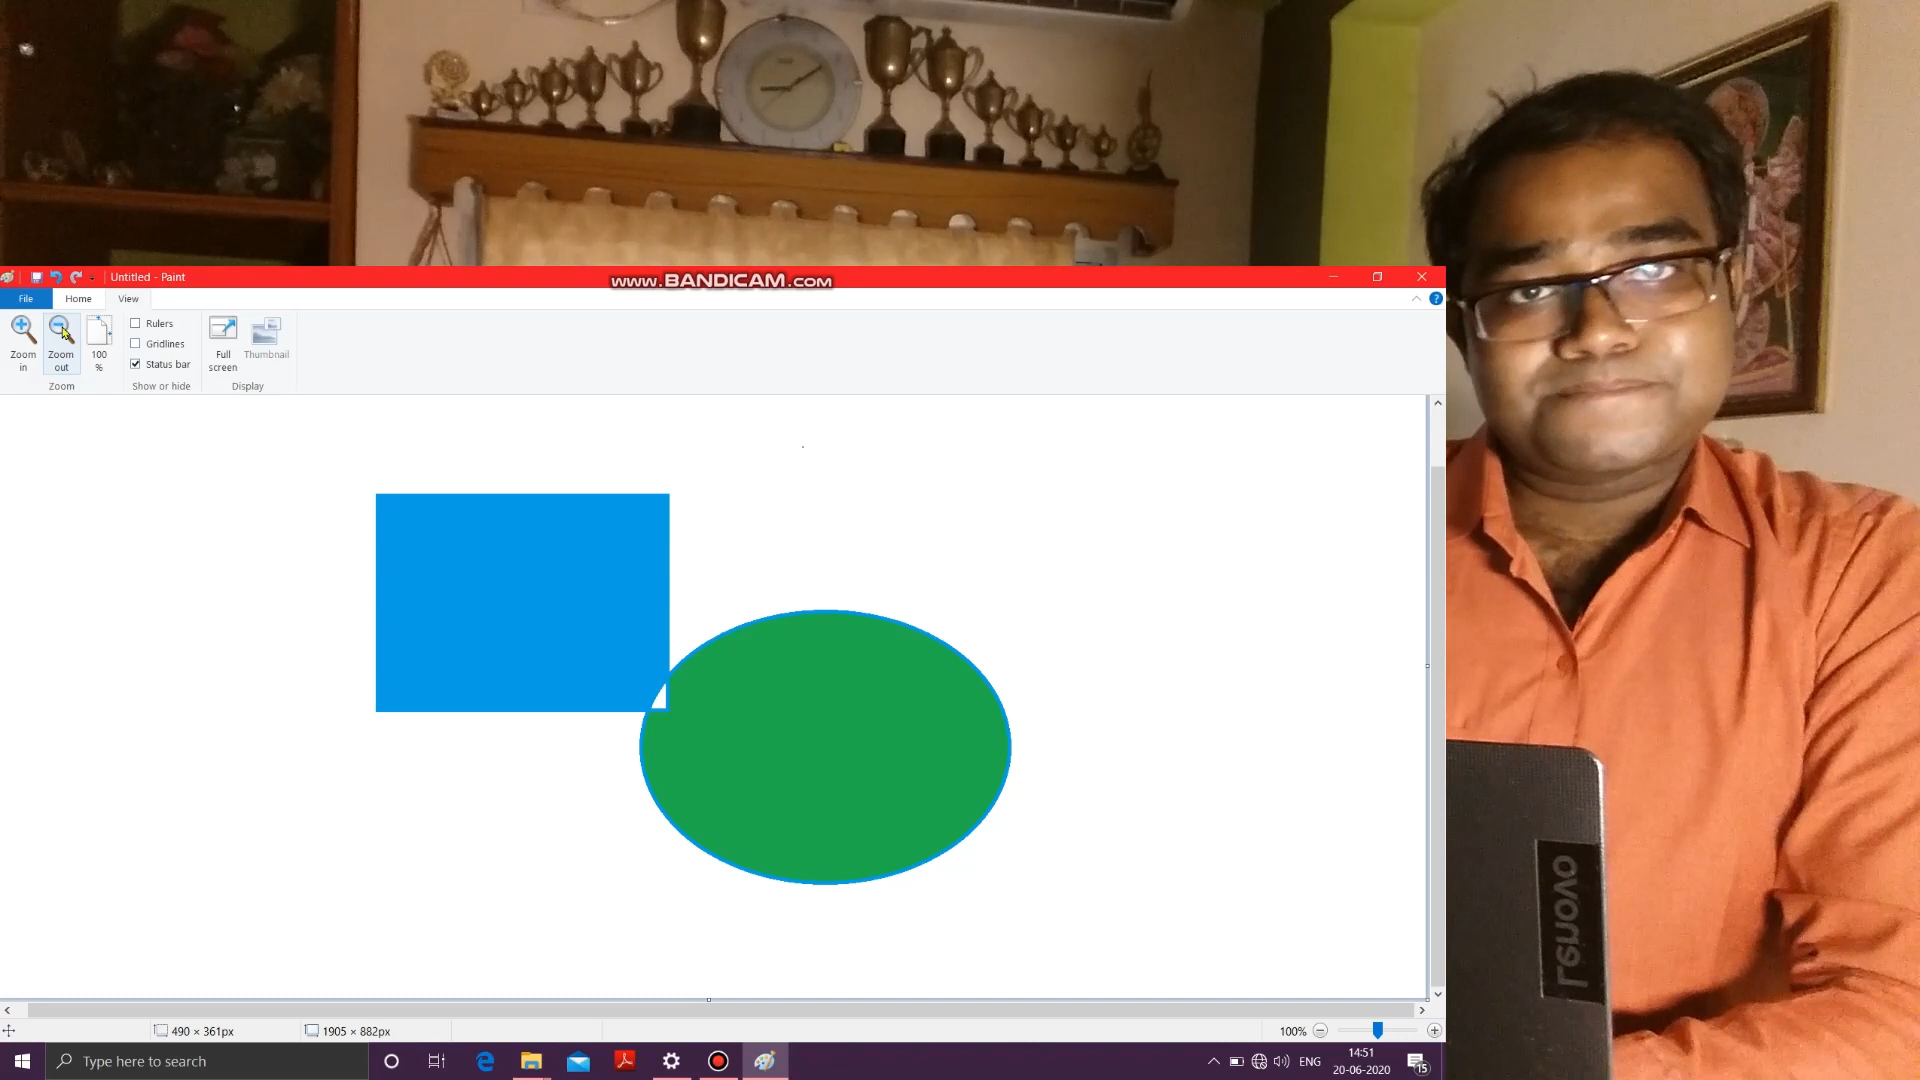 Untitled - Paint
www.BANDICAM.com
File Home View
Zoom in
Zoom out
100 %
Rulers
Gridlines
Status bar
Full screen
Thumbnail
Zoom
Show or hide
Display
490 × 361px
1905 × 882px
100%
Type here to search
ENG
14:51
20-06-2020
15
Lenovo